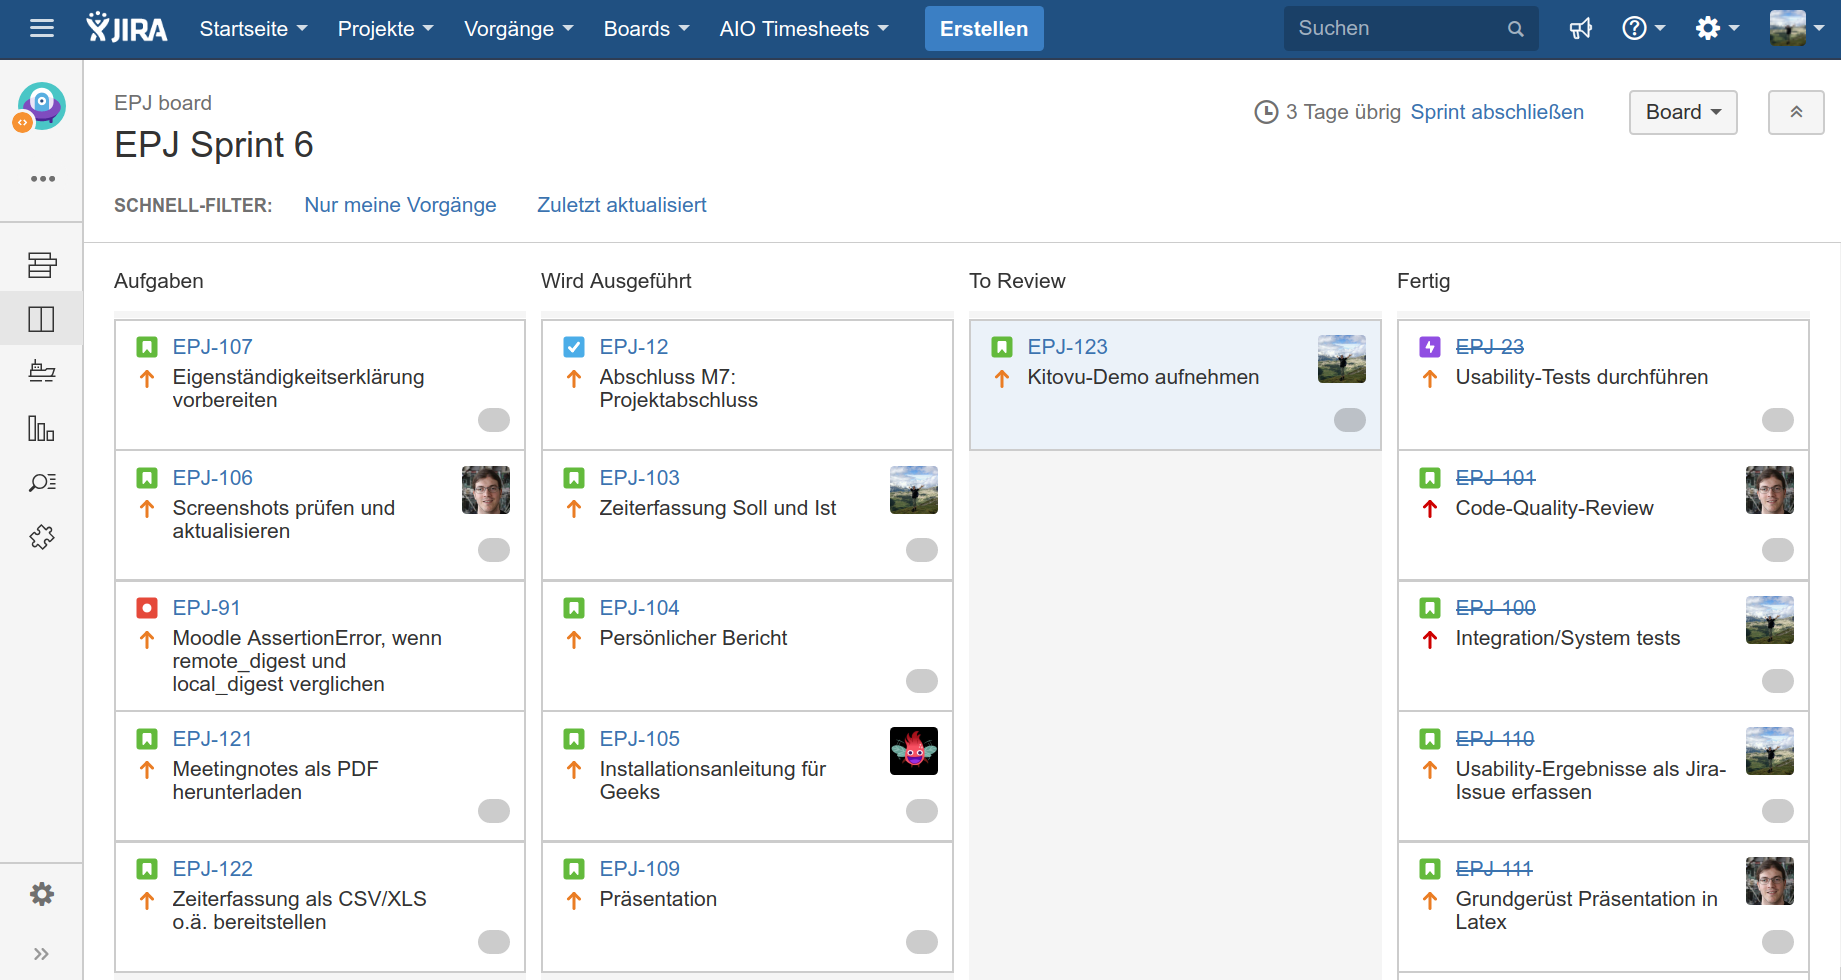 JIRA Startseite Projekte Vorgänge Boards AIO Timesheets Erstellen Suchen
EPJ board
EPJ Sprint 6
3 Tage übrig Sprint abschließen Board
SCHNELL-FILTER: Nur meine Vorgänge Zuletzt aktualisiert
Aufgaben
EPJ-107
Eigenständigkeitserklärung
vorbereiten
EPJ-106
Screenshots prüfen und
aktualisieren
EPJ-91
Moodle AssertionError, wenn
remote_digest und
local_digest verglichen
EPJ-121
Meetingnotes als PDF
herunterladen
EPJ-122
Zeiterfassung als CSV/XLS
o.ä. bereitstellen
Wird Ausgeführt
EPJ-12
Abschluss M7:
Projektabschluss
EPJ-103
Zeiterfassung Soll und Ist
EPJ-104
Persönlicher Bericht
EPJ-105
Installationsanleitung für
Geeks
EPJ-109
Präsentation
To Review
EPJ-123
Kitovu-Demo aufnehmen
Fertig
EPJ-23
Usability-Tests durchführen
EPJ-101
Code-Quality-Review
EPJ-100
Integration/System tests
EPJ-110
Usability-Ergebnisse als Jira-
Issue erfassen
EPJ-111
Grundgerüst Präsentation in
Latex